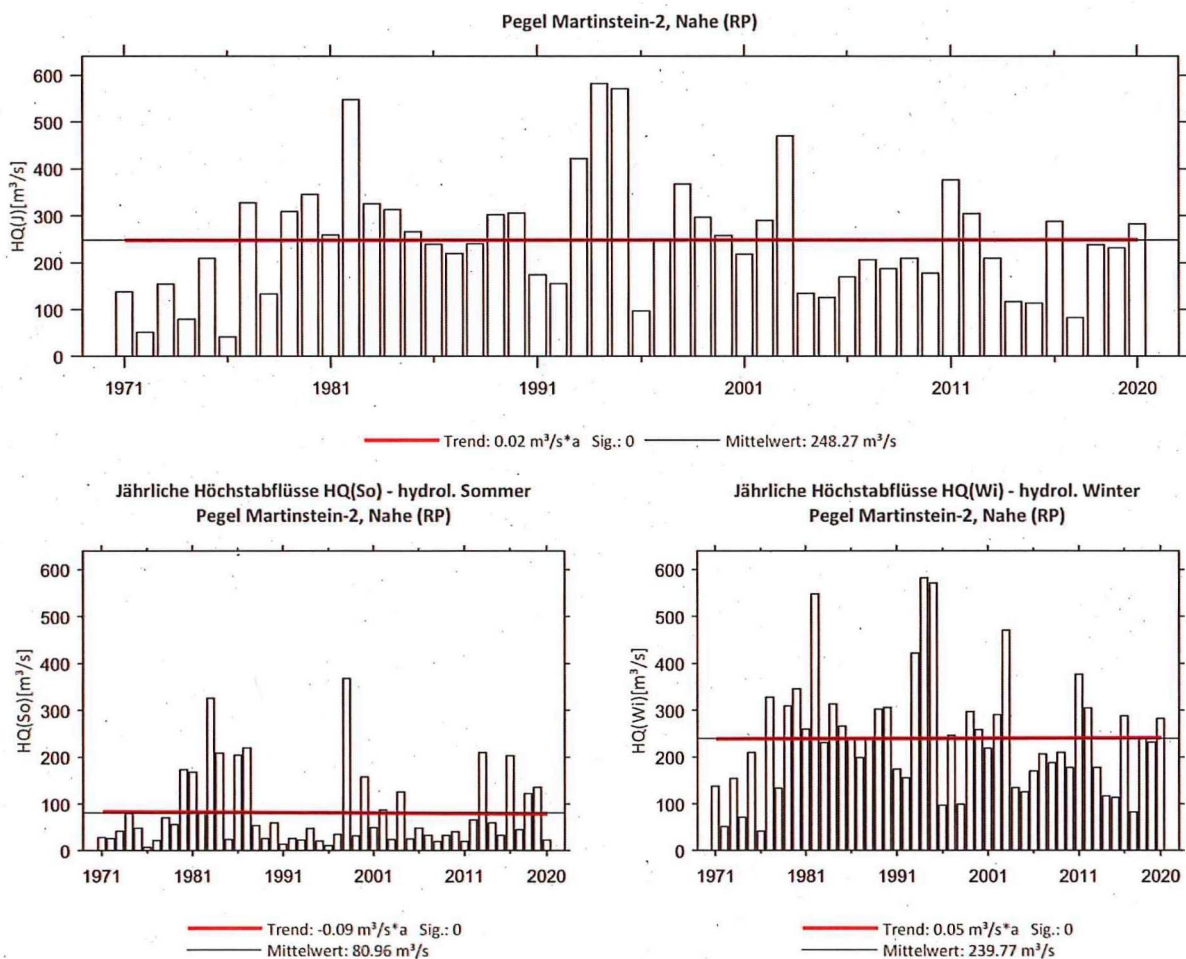 Pegel Martinstein-2, Nahe (RP)
HQ(J)[m³/s]
600
500
400
300
200
100
0
1971
1981
1991
2001
2011
2020
Trend: 0.02 m³/s*a Sig.: 0
Mittelwert: 248.27 m³/s
Jährliche Höchstabflüsse HQ(So) - hydrol. Sommer
Pegel Martinstein-2, Nahe (RP)
HQ(So)[m³/s]
600
500
400
300
200
100
0
1971
1981
1991
2001
2011
2020
Trend: -0.09 m³/s*a Sig.: 0
Mittelwert: 80.96 m³/s
Jährliche Höchstabflüsse HQ(Wi) - hydrol. Winter
Pegel Martinstein-2, Nahe (RP)
HQ(Wi)[m³/s]
600
500
400
300
200
100
0
1971
1981
1991
2001
2011
2020
Trend: 0.05 m³/s*a Sig.: 0
Mittelwert: 239.77 m³/s